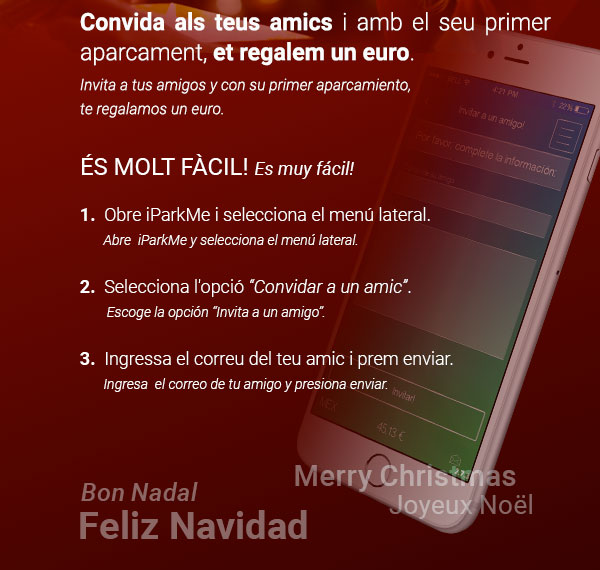 Convida als teus amics i amb el seu primer
aparcament, et regalem un euro.
Invita a tus amigos y con su primer aparcamiento,
te regalamos un euro.
ÉS MOLT FÀCIL! Es muy fácil!
1. Obre iParkMe i selecciona el menú lateral.
Abre iParkMe y selecciona el menú lateral.
2. Selecciona l'opció “Convidar a un amic”.
Escoge la opción “Invita a un amigo”.
3. Ingressa el correu del teu amic i prem enviar.
Ingresa el correo de tu amigo y presiona enviar.
4:21 PM
22%
Invitar a un amigo!
Por favor, complete la información:
Invitar!
45,13 €
Merry Christmas
Bon Nadal
Joyeux Noël
Feliz Navidad